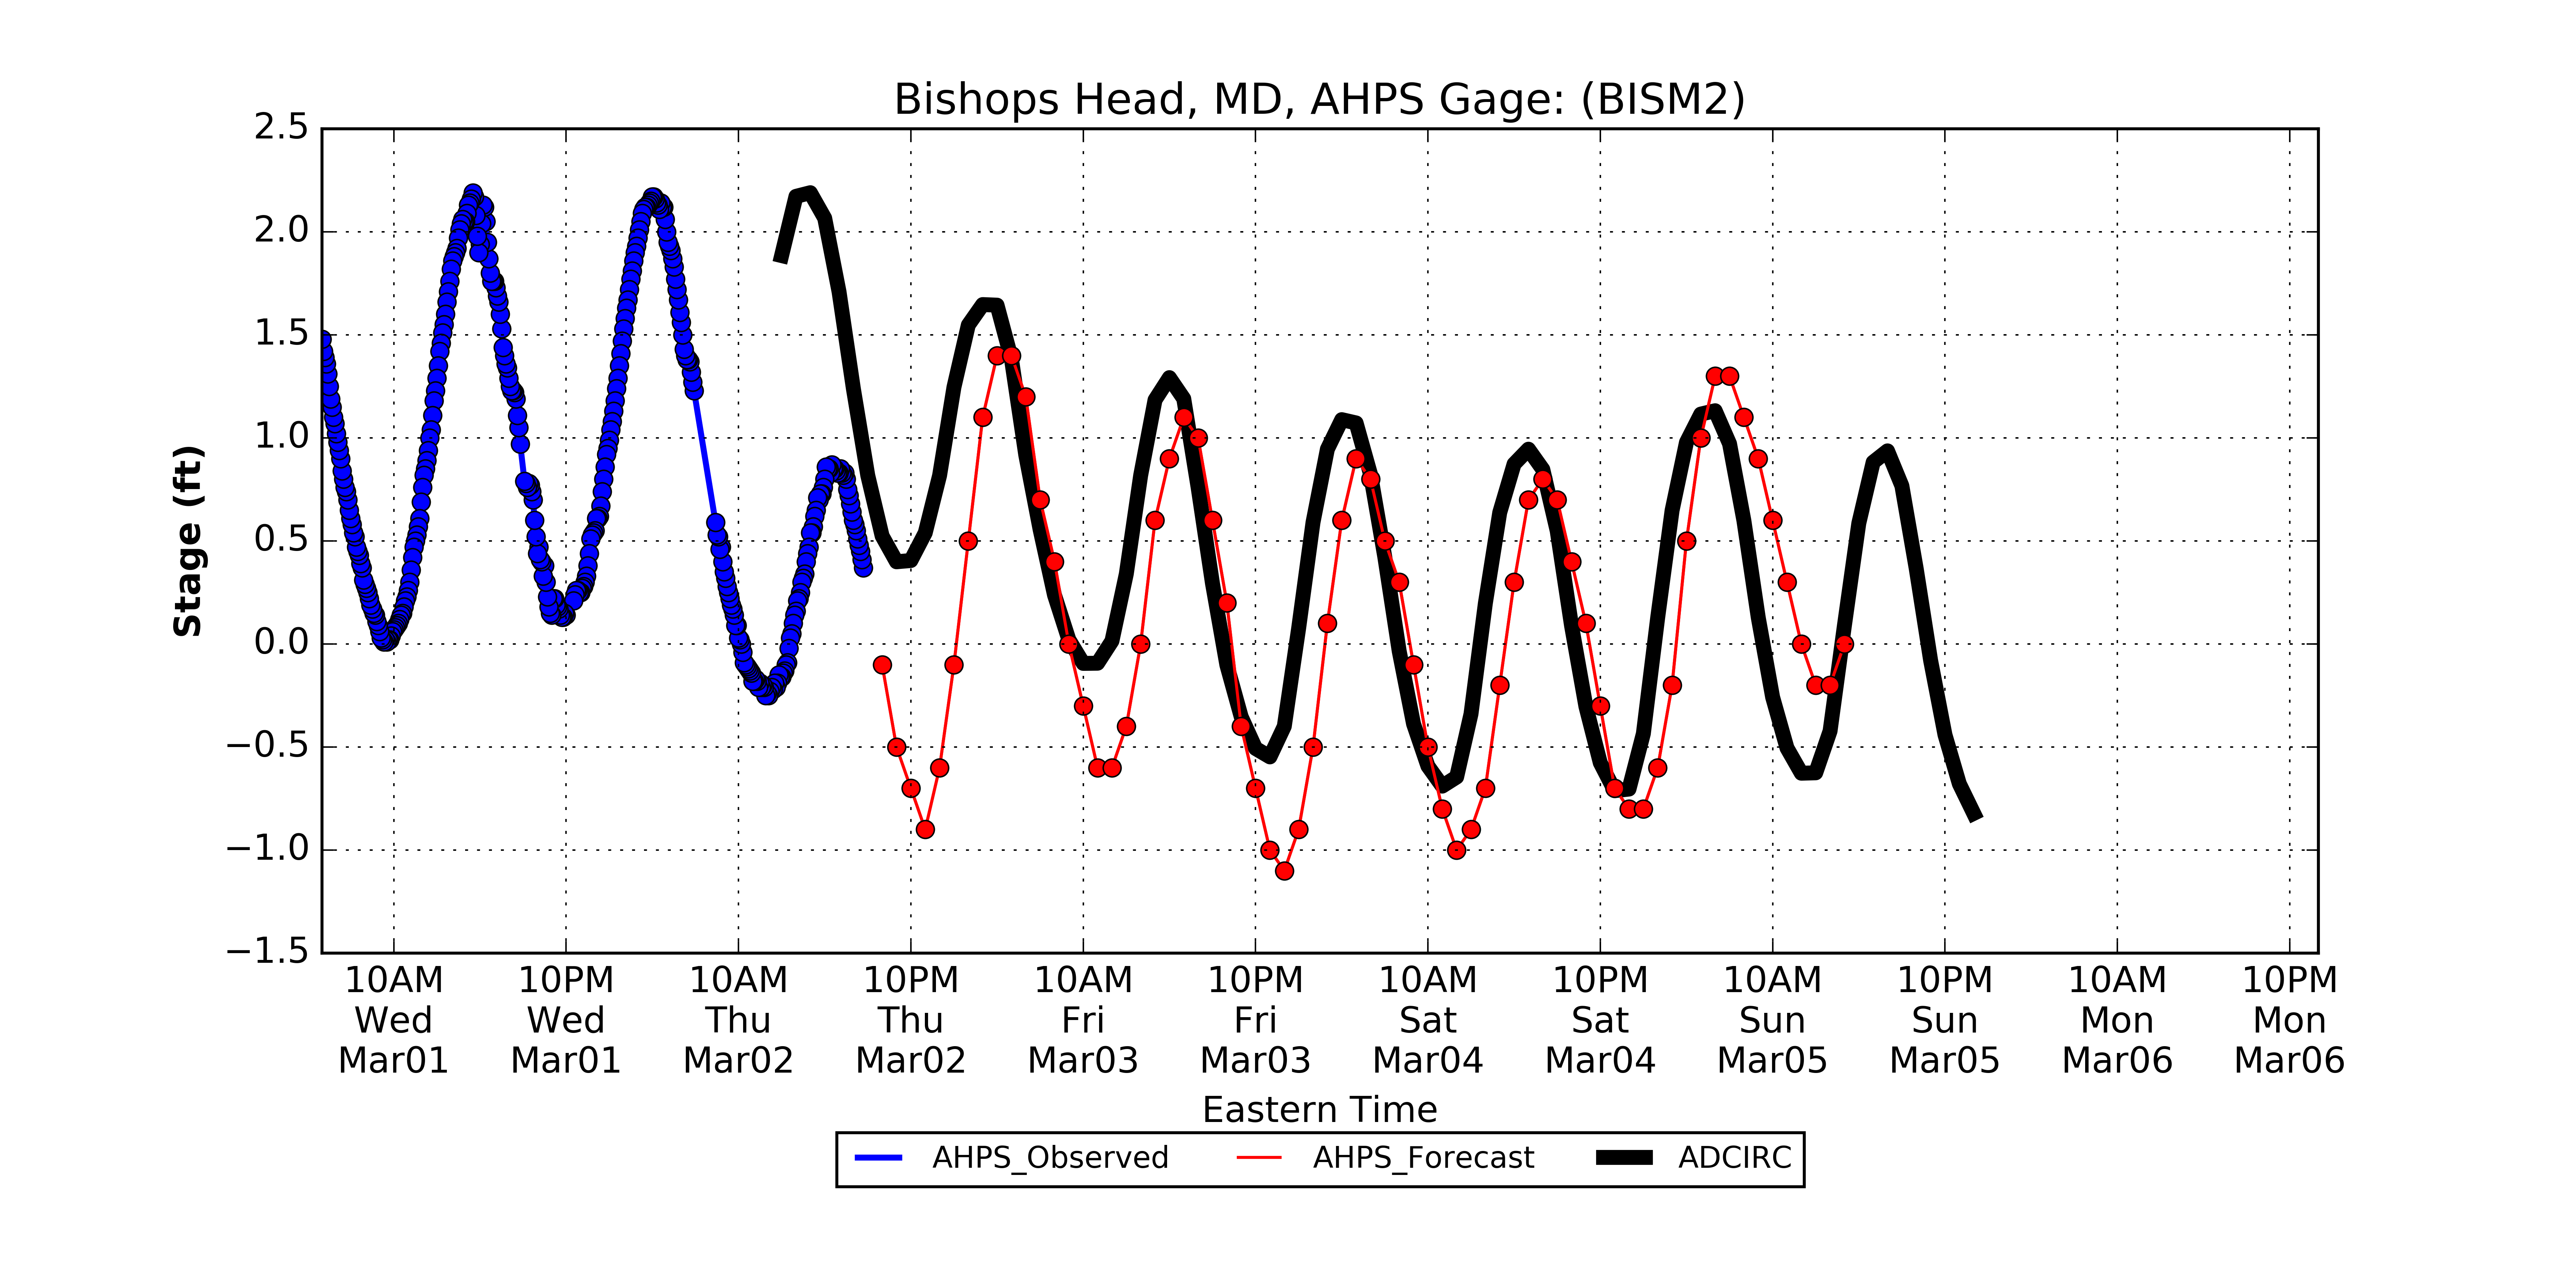 Bishops Head, MD, AHPS Gage: (BISM2)
2.5
2.0
1.5
1.0
0.5
0.0
−0.5
−1.0
−1.5
Stage (ft)
10AM 10PM 10AM 10PM 10AM 10PM 10AM 10PM 10AM 10PM 10AM 10PM
Wed Wed Thu Thu Fri Fri Sat Sat Sun Sun Mon Mon
Mar01 Mar01 Mar02 Mar02 Mar03 Mar03 Mar04 Mar04 Mar05 Mar05 Mar06 Mar06
Eastern Time
AHPS_Observed AHPS_Forecast ADCIRC